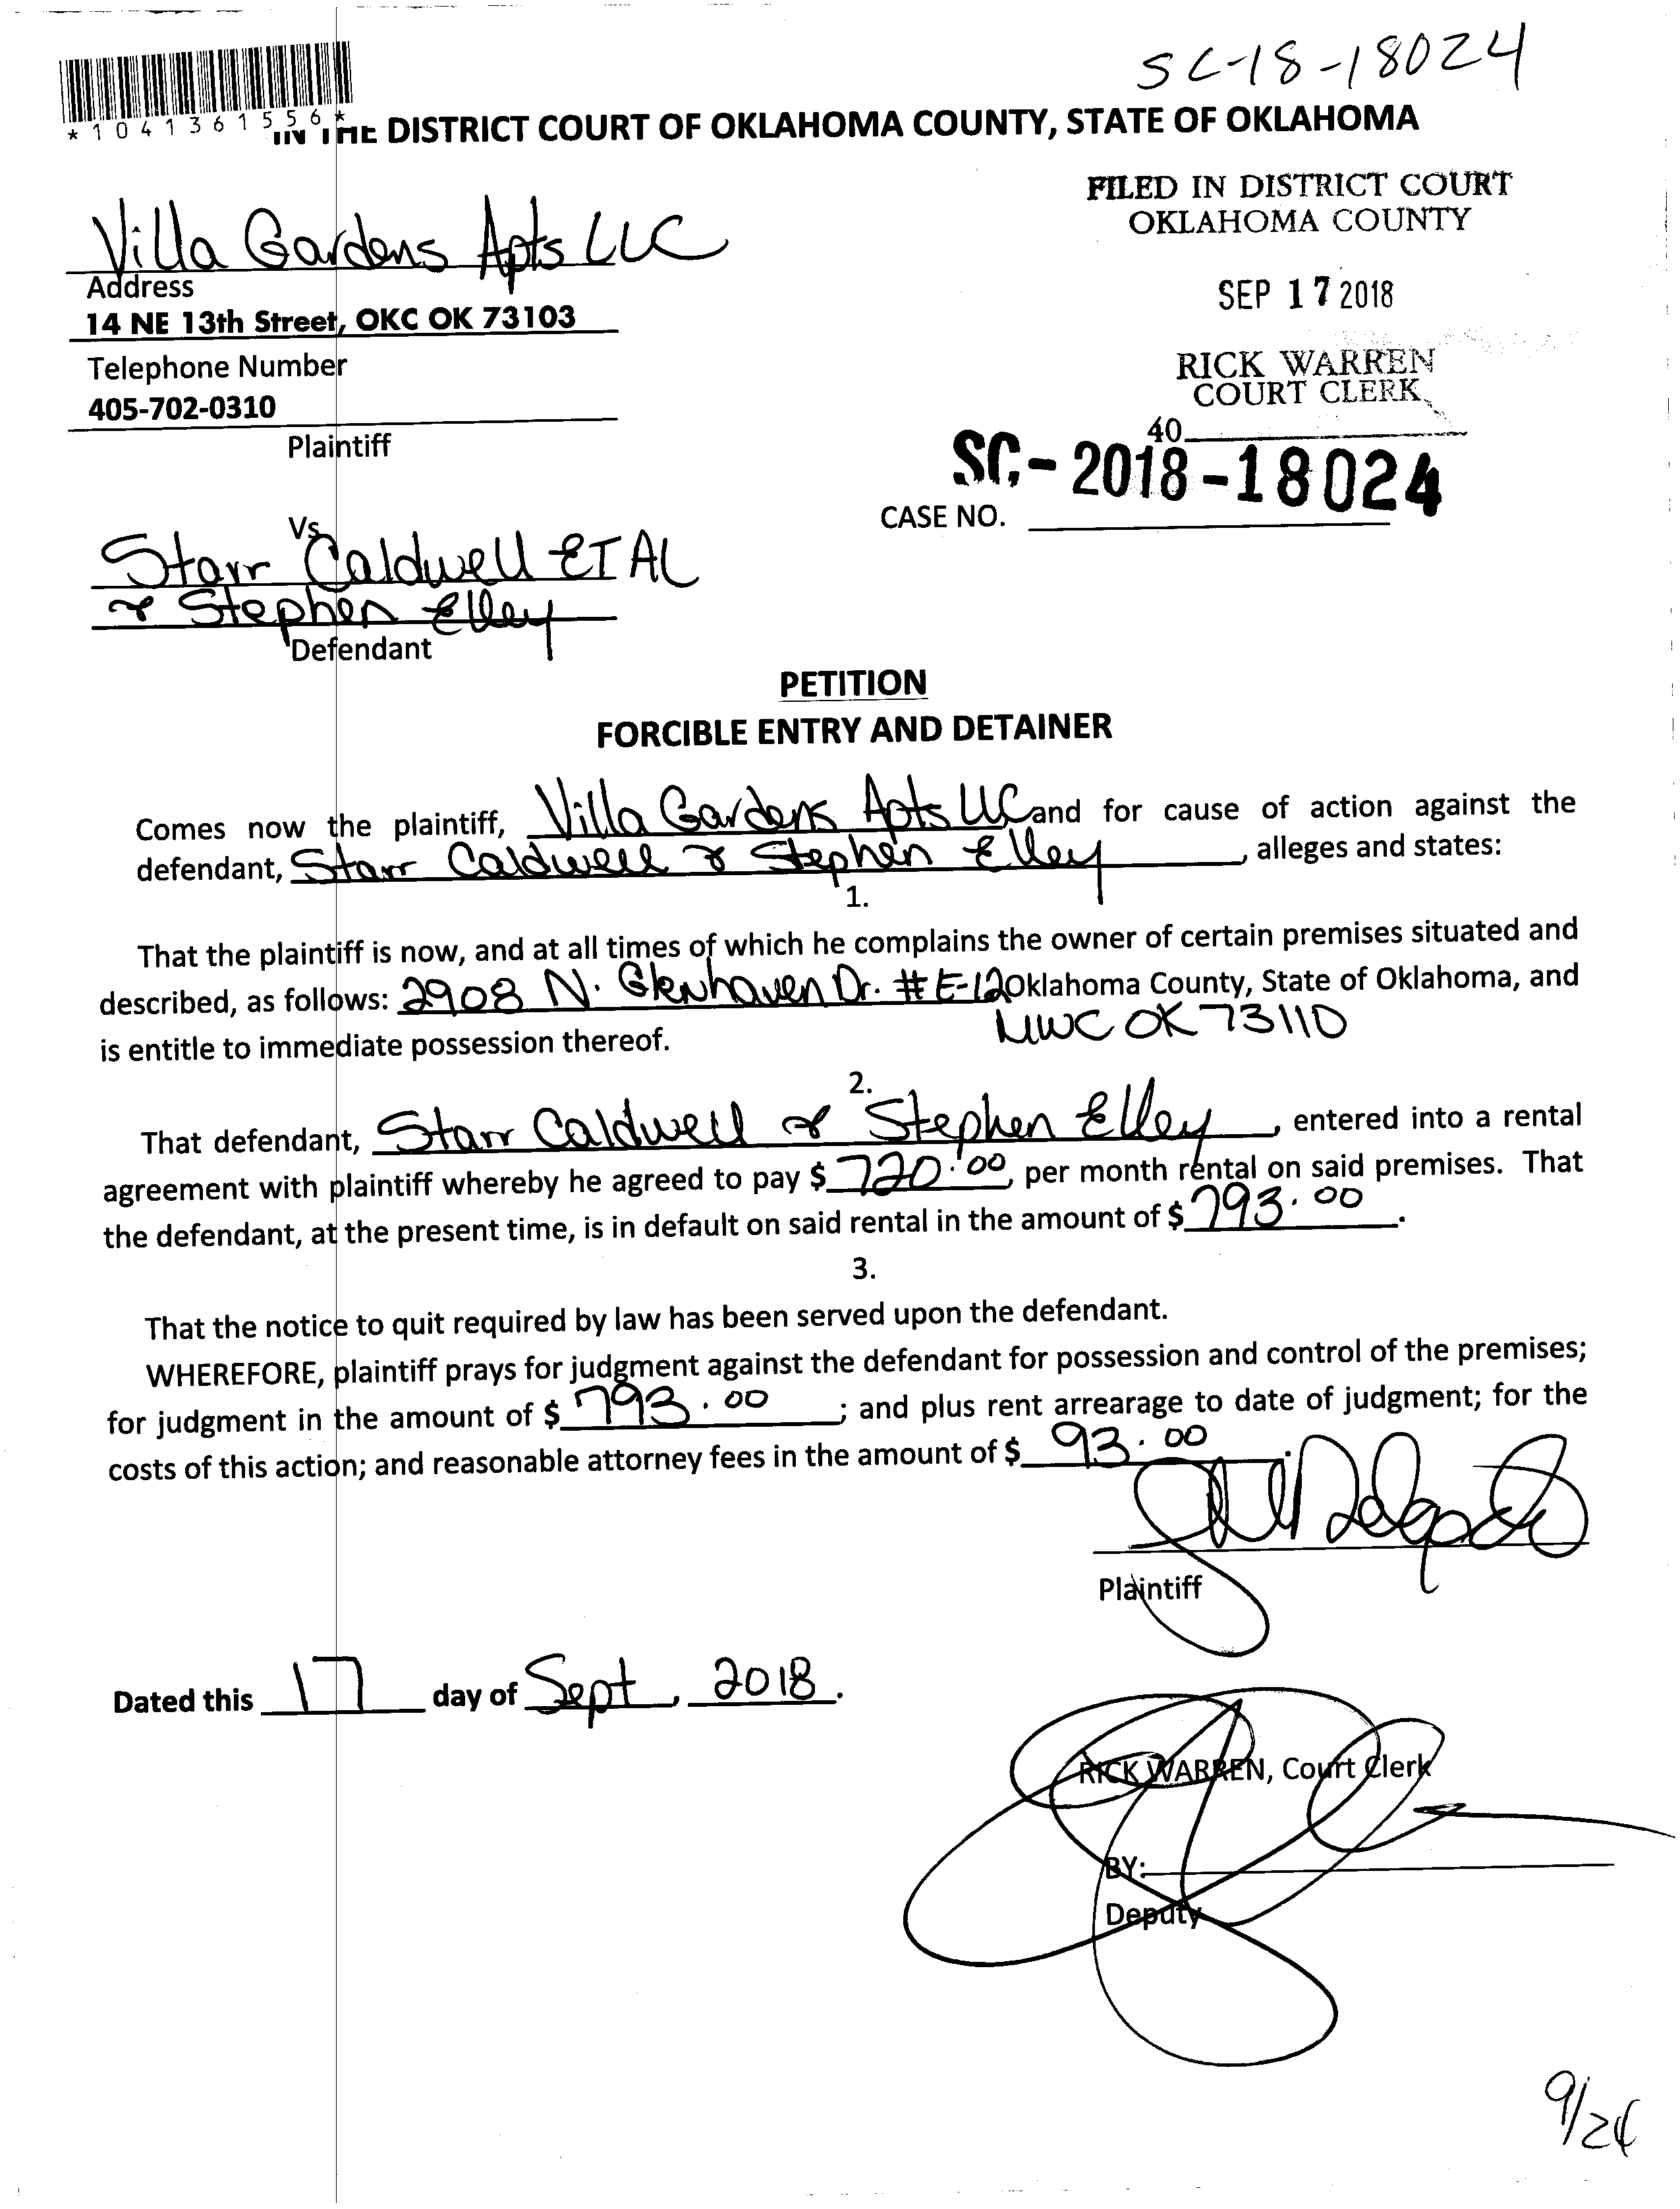 SC-18-18024
*1041361556*
IN THE DISTRICT COURT OF OKLAHOMA COUNTY, STATE OF OKLAHOMA
FILED IN DISTRICT COURT
OKLAHOMA COUNTY
Villa Gardens Apts LLC
Address
14 NE 13th Street, OKC OK 73103
SEP 17 2018
Telephone Number
405-702-0310
RICK WARREN
COURT CLERK
Plaintiff
40
SC-2018-18024
CASE NO.
Vs
Starr Caldwell ET AL
& Stephen Elley
Defendant
PETITION
FORCIBLE ENTRY AND DETAINER
Comes now the plaintiff, Villa Gardens Apts LLC and for cause of action against the
defendant, Starr Caldwell & Stephen Elley, alleges and states:
1.
That the plaintiff is now, and at all times of which he complains the owner of certain premises situated and
described, as follows: 2908 N. Glenhaven Dr. # E-12 Oklahoma County, State of Oklahoma, and
MWC OK 73110
is entitle to immediate possession thereof.
2.
That defendant, Starr Caldwell & Stephen Elley, entered into a rental
agreement with plaintiff whereby he agreed to pay $ 720.00, per month rental on said premises. That
the defendant, at the present time, is in default on said rental in the amount of $ 793.00.
3.
That the notice to quit required by law has been served upon the defendant.
WHEREFORE, plaintiff prays for judgment against the defendant for possession and control of the premises;
for judgment in the amount of $ 793.00; and plus rent arrearage to date of judgment; for the
costs of this action; and reasonable attorney fees in the amount of $ 93.00
Plaintiff
Dated this 17 day of Sept, 2018.
RICK WARREN, Court Clerk
BY:
Deputy
9/24